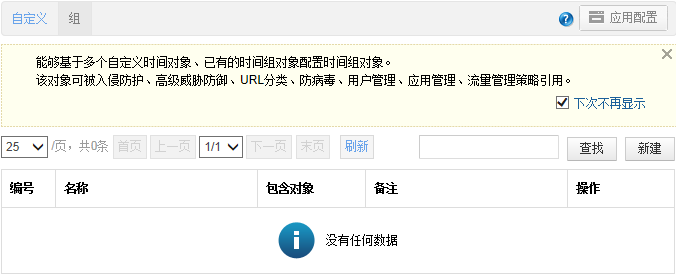 自定义 组 应用配置
能够基于多个自定义时间对象、已有的时间组对象配置时间组对象。
该对象可被入侵防护、高级威胁防御、URL分类、防病毒、用户管理、应用管理、流量管理策略引用。
下次不再显示
25 /页，共0条 首页 上一页 1/1 下一页 末页 刷新 查找 新建
编号 名称 包含对象 备注 操作
没有任何数据